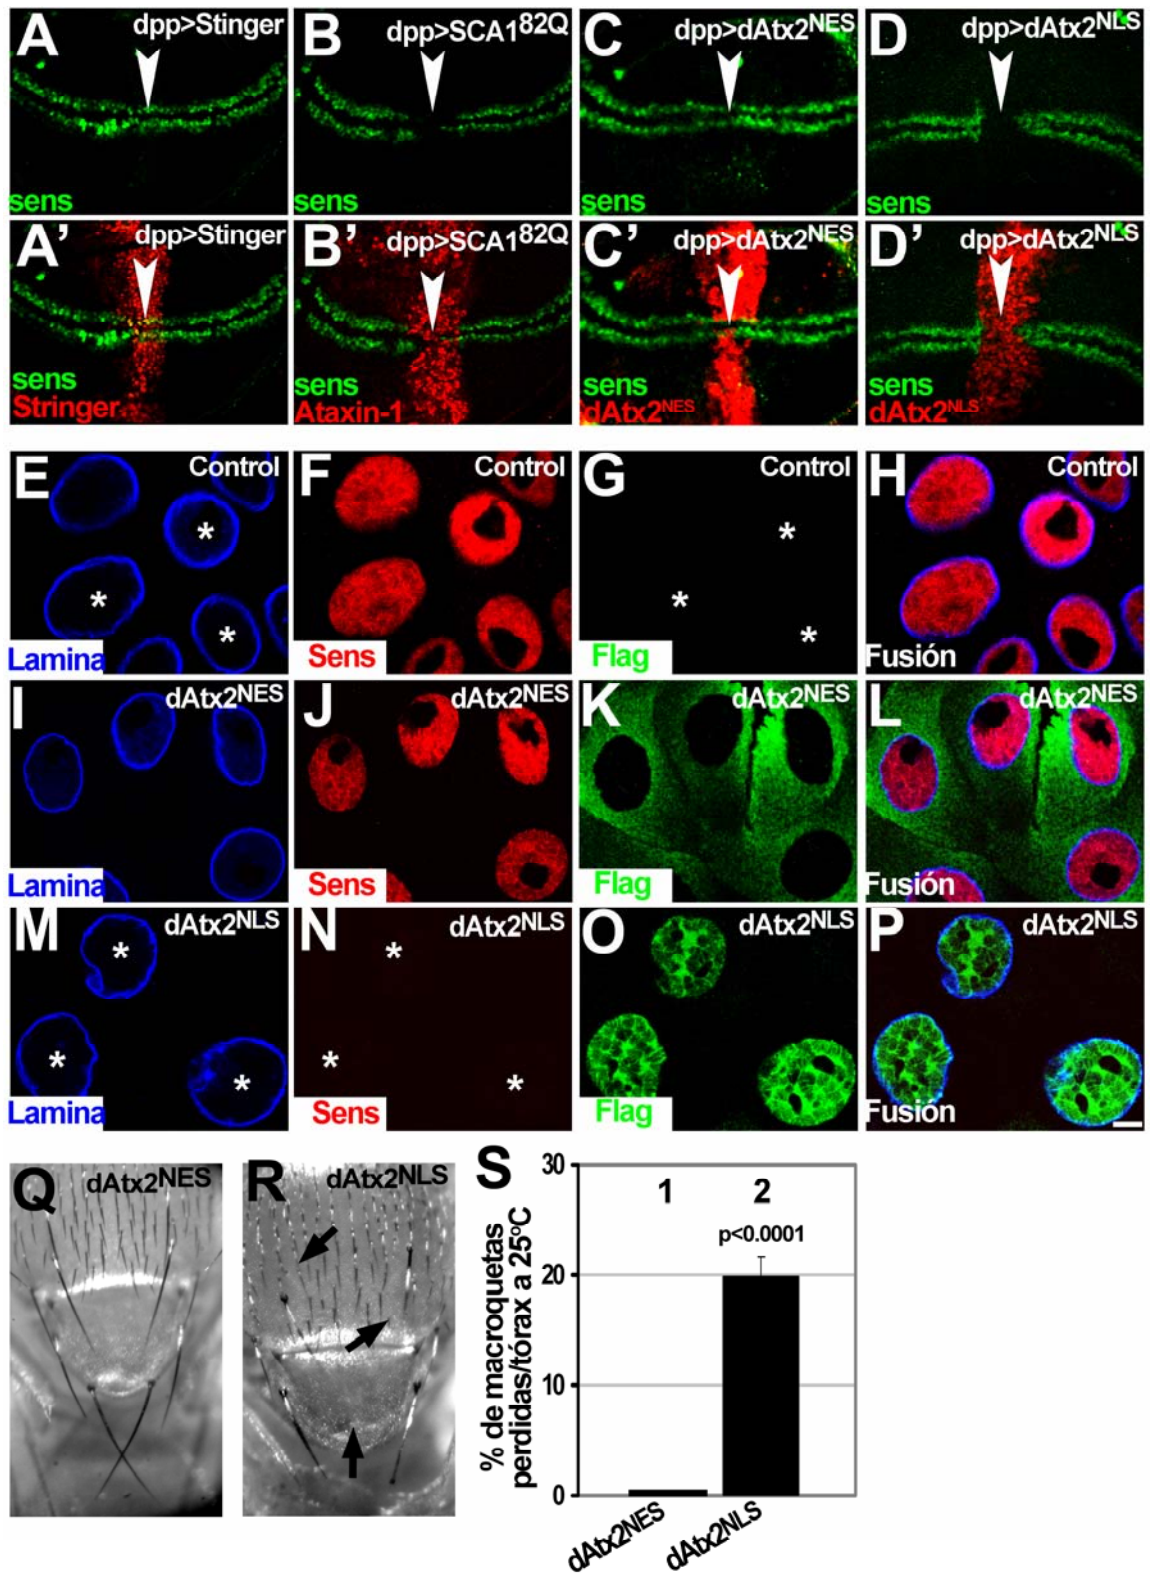 A dpp>Stinger
sens
B dpp>SCA1^82Q
sens
C dpp>dAtx2^NES
sens
D dpp>dAtx2^NLS
sens
A’ dpp>Stinger
sens
Stringer
B’ dpp>SCA1^82Q
sens
Ataxin-1
C’ dpp>dAtx2^NES
sens
dAtx2^NES
D’ dpp>dAtx2^NLS
sens
dAtx2^NLS
E Control
* * *
Lamina
F Control
Sens
G Control
* * *
Flag
H Control
Fusión
I
Lamina
J dAtx2^NES
Sens
K dAtx2^NES
Flag
L dAtx2^NES
Fusión
M dAtx2^NLS
* * *
Lamina
N dAtx2^NLS
* * *
Sens
O dAtx2^NLS
Flag
P dAtx2^NLS
Fusión
Q dAtx2^NES
R dAtx2^NLS
S
% de macroquetas
perdidas/tórax a 25ºC
30
20
10
0
1 2
p<0.0001
dAtx2^NES
dAtx2^NLS